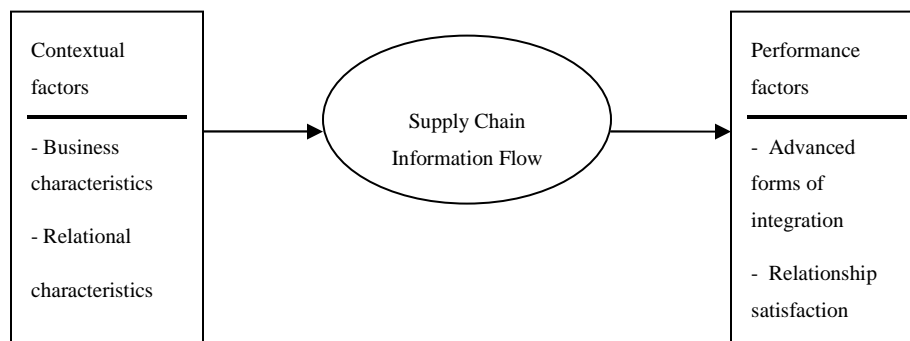 Contextual
factors
- Business
characteristics
- Relational
characteristics
Supply Chain
Information Flow
Performance
factors
- Advanced
forms of
integration
- Relationship
satisfaction